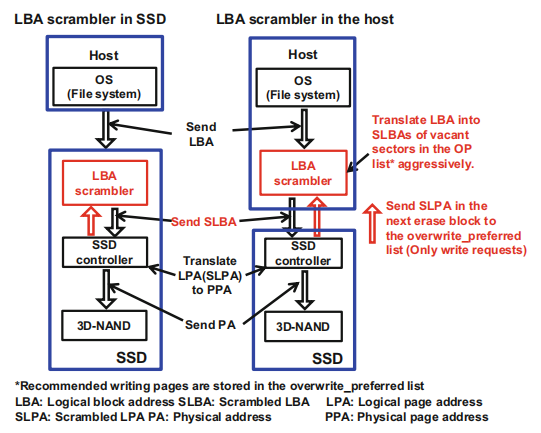 LBA scrambler in SSD
LBA scrambler in the host
Host
OS
(File system)
Host
OS
(File system)
Send
LBA
LBA
scrambler
LBA
scrambler
Translate LBA into
SLBAs of vacant
sectors in the OP
list* aggressively.
Send SLBA
Send SLPA in the
next erase block to
the overwrite_preferred
list (Only write requests)
SSD
controller
Translate
LPA(SLPA)
to PPA
SSD
controller
Send PA
3D-NAND
3D-NAND
SSD
SSD
*Recommended writing pages are stored in the overwrite_preferred list
LBA: Logical block address SLBA: Scrambled LBA LPA: Logical page address
SLPA: Scrambled LPA PA: Physical address PPA: Physical page address